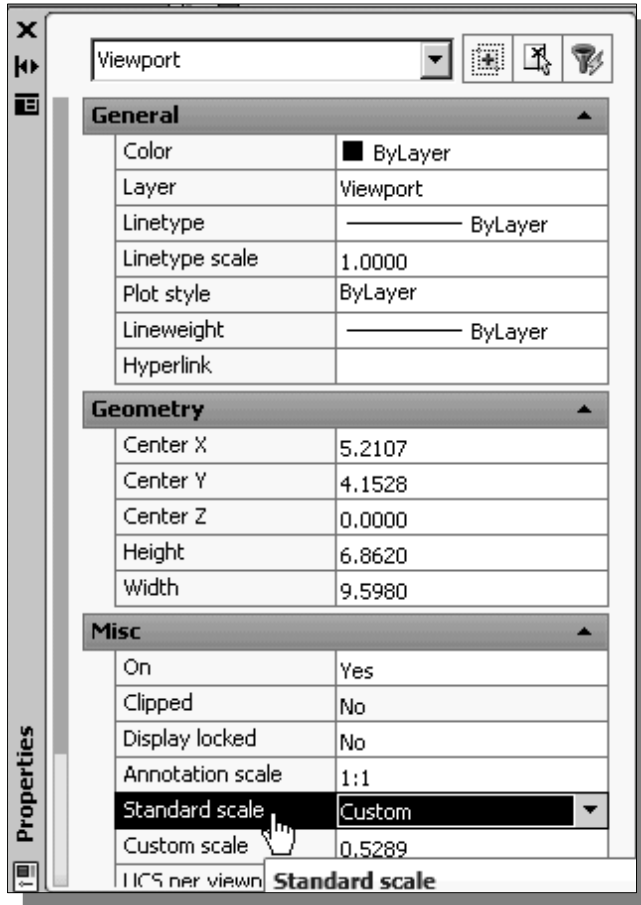 Viewport
General
Color ByLayer
Layer Viewport
Linetype ByLayer
Linetype scale 1.0000
Plot style ByLayer
Lineweight ByLayer
Hyperlink
Geometry
Center X 5.2107
Center Y 4.1528
Center Z 0.0000
Height 6.8620
Width 9.5980
Misc
On Yes
Clipped No
Display locked No
Annotation scale 1:1
Standard scale Custom
Custom scale 0.5289
UCS per
Standard scale
Properties